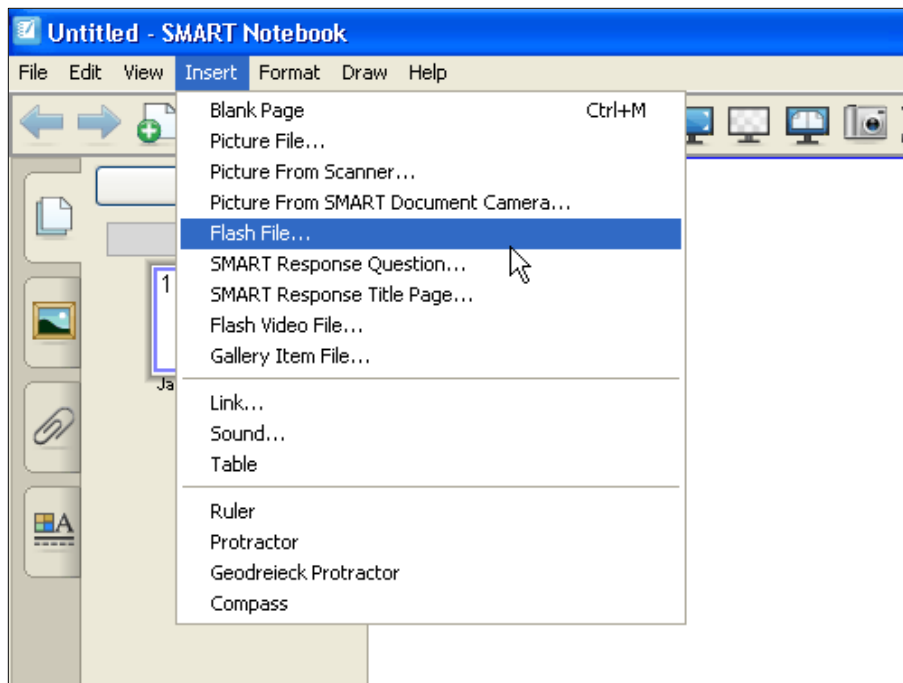 Untitled - SMART Notebook
File Edit View Insert Format Draw Help
Blank Page Ctrl+M
Picture File...
Picture From Scanner...
Picture From SMART Document Camera...
Flash File...
SMART Response Question...
SMART Response Title Page...
Flash Video File...
Gallery Item File...
1
Ja
Link...
Sound...
Table
A
Ruler
Protractor
Geodreieck Protractor
Compass